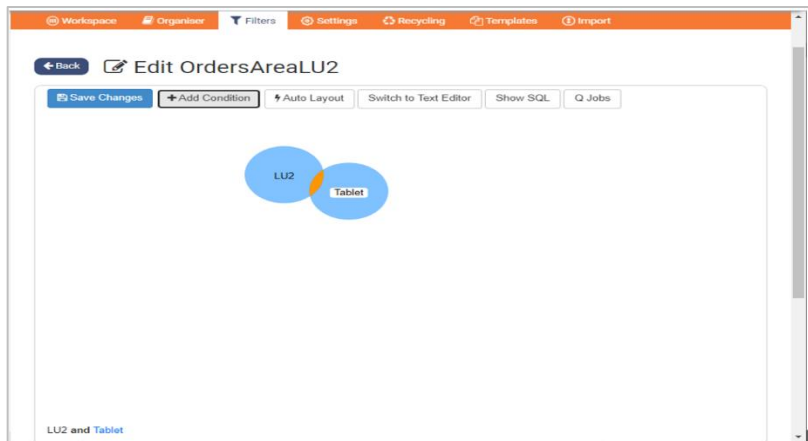 Workspace Organiser Filters Settings Recycling Templates Import
Back Edit OrdersAreaLU2
Save Changes +Add Condition Auto Layout Switch to Text Editor Show SQL Q Jobs
LU2
Tablet
LU2 and Tablet